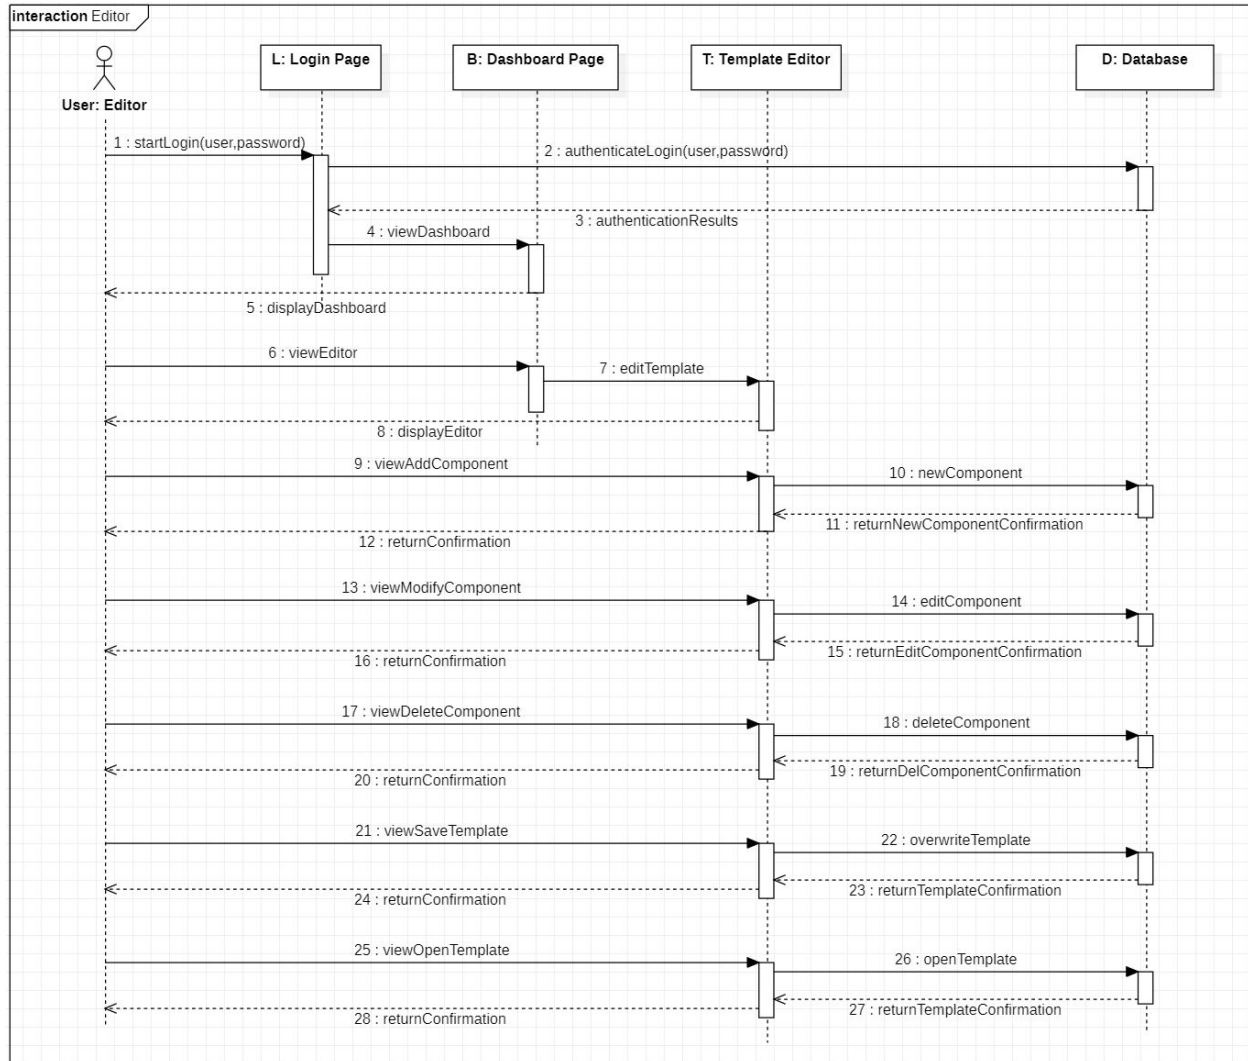 interaction Editor
L: Login Page
B: Dashboard Page
T: Template Editor
D: Database
User: Editor
1 : startLogin(user,password)
2 : authenticateLogin(user,password)
3 : authenticationResults
4 : viewDashboard
5 : displayDashboard
6 : viewEditor
7 : editTemplate
8 : displayEditor
9 : viewAddComponent
10 : newComponent
11 : returnNewComponentConfirmation
12 : returnConfirmation
13 : viewModifyComponent
14 : editComponent
15 : returnEditComponentConfirmation
16 : returnConfirmation
17 : viewDeleteComponent
18 : deleteComponent
19 : returnDelComponentConfirmation
20 : returnConfirmation
21 : viewSaveTemplate
22 : overwriteTemplate
23 : returnTemplateConfirmation
24 : returnConfirmation
25 : viewOpenTemplate
26 : openTemplate
27 : returnTemplateConfirmation
28 : returnConfirmation